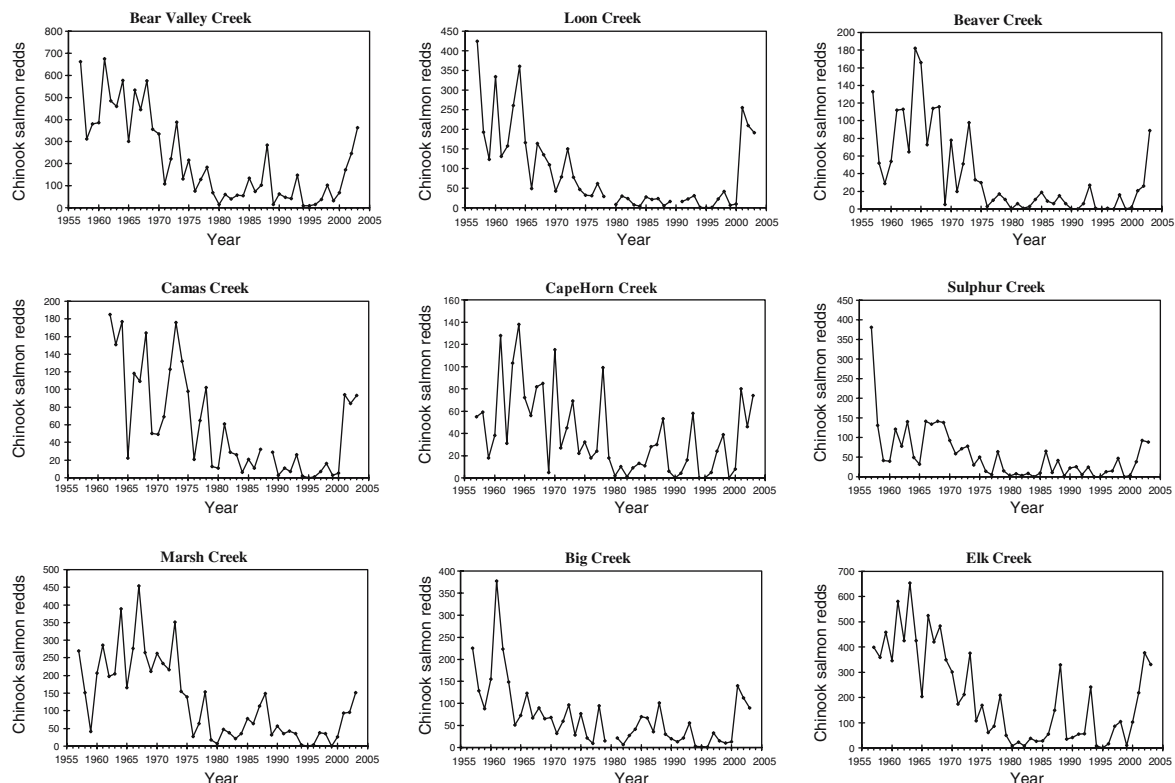 Bear Valley Creek
Chinook salmon redds
800
700
600
500
400
300
200
100
0
1955 1960 1965 1970 1975 1980 1985 1990 1995 2000 2005
Year
Loon Creek
Chinook salmon redds
450
400
350
300
250
200
150
100
50
0
1955 1960 1965 1970 1975 1980 1985 1990 1995 2000 2005
Year
Beaver Creek
Chinook salmon redds
200
180
160
140
120
100
80
60
40
20
0
1955 1960 1965 1970 1975 1980 1985 1990 1995 2000 2005
Year
Camas Creek
Chinook salmon redds
200
180
160
140
120
100
80
60
40
20
0
1955 1960 1965 1970 1975 1980 1985 1990 1995 2000 2005
Year
CapeHorn Creek
Chinook salmon redds
160
140
120
100
80
60
40
20
0
1955 1960 1965 1970 1975 1980 1985 1990 1995 2000 2005
Year
Sulphur Creek
Chinook salmon redds
450
400
350
300
250
200
150
100
50
0
1955 1960 1965 1970 1975 1980 1985 1990 1995 2000 2005
Year
Marsh Creek
Chinook salmon redds
500
450
400
350
300
250
200
150
100
50
0
1955 1960 1965 1970 1975 1980 1985 1990 1995 2000 2005
Year
Big Creek
Chinook salmon redds
400
350
300
250
200
150
100
50
0
1955 1960 1965 1970 1975 1980 1985 1990 1995 2000 2005
Year
Elk Creek
Chinook salmon redds
700
600
500
400
300
200
100
0
1955 1960 1965 1970 1975 1980 1985 1990 1995 2000 2005
Year